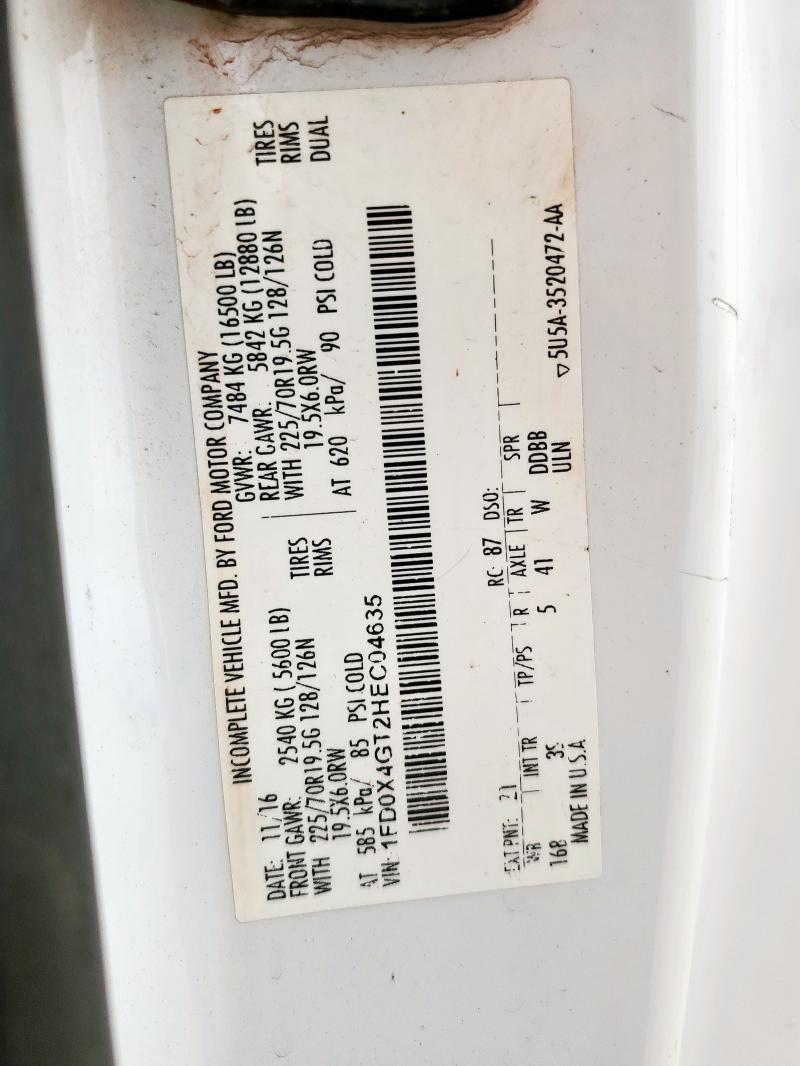 INCOMPLETE VEHICLE MFD. BY FORD MOTOR COMPANY
DATE: 11/16 GVWR: 7484 KG (16500 LB)
FRONT GAWR: 2540 KG ( 5600 LB) REAR GAWR: 5842 KG (12880 LB)
WITH 225/70R19.5G 128/126N TIRES WITH 225/70R19.5G 128/126N TIRES
19.5X6.0RW RIMS 19.5X6.0RW RIMS
AT 585 kPa/ 85 PSI COLD AT 620 kPa/ 90 PSI COLD DUAL
VIN: 1FD0X4GT2HEC04635
EXT PNT: Z1 RC: 87 DSO:
WB INT TR TP/PS R AXLE TR SPR
168 3S 5 41 W DDBB
MADE IN U.S.A. ULN
▽5U5A-3520472-AA